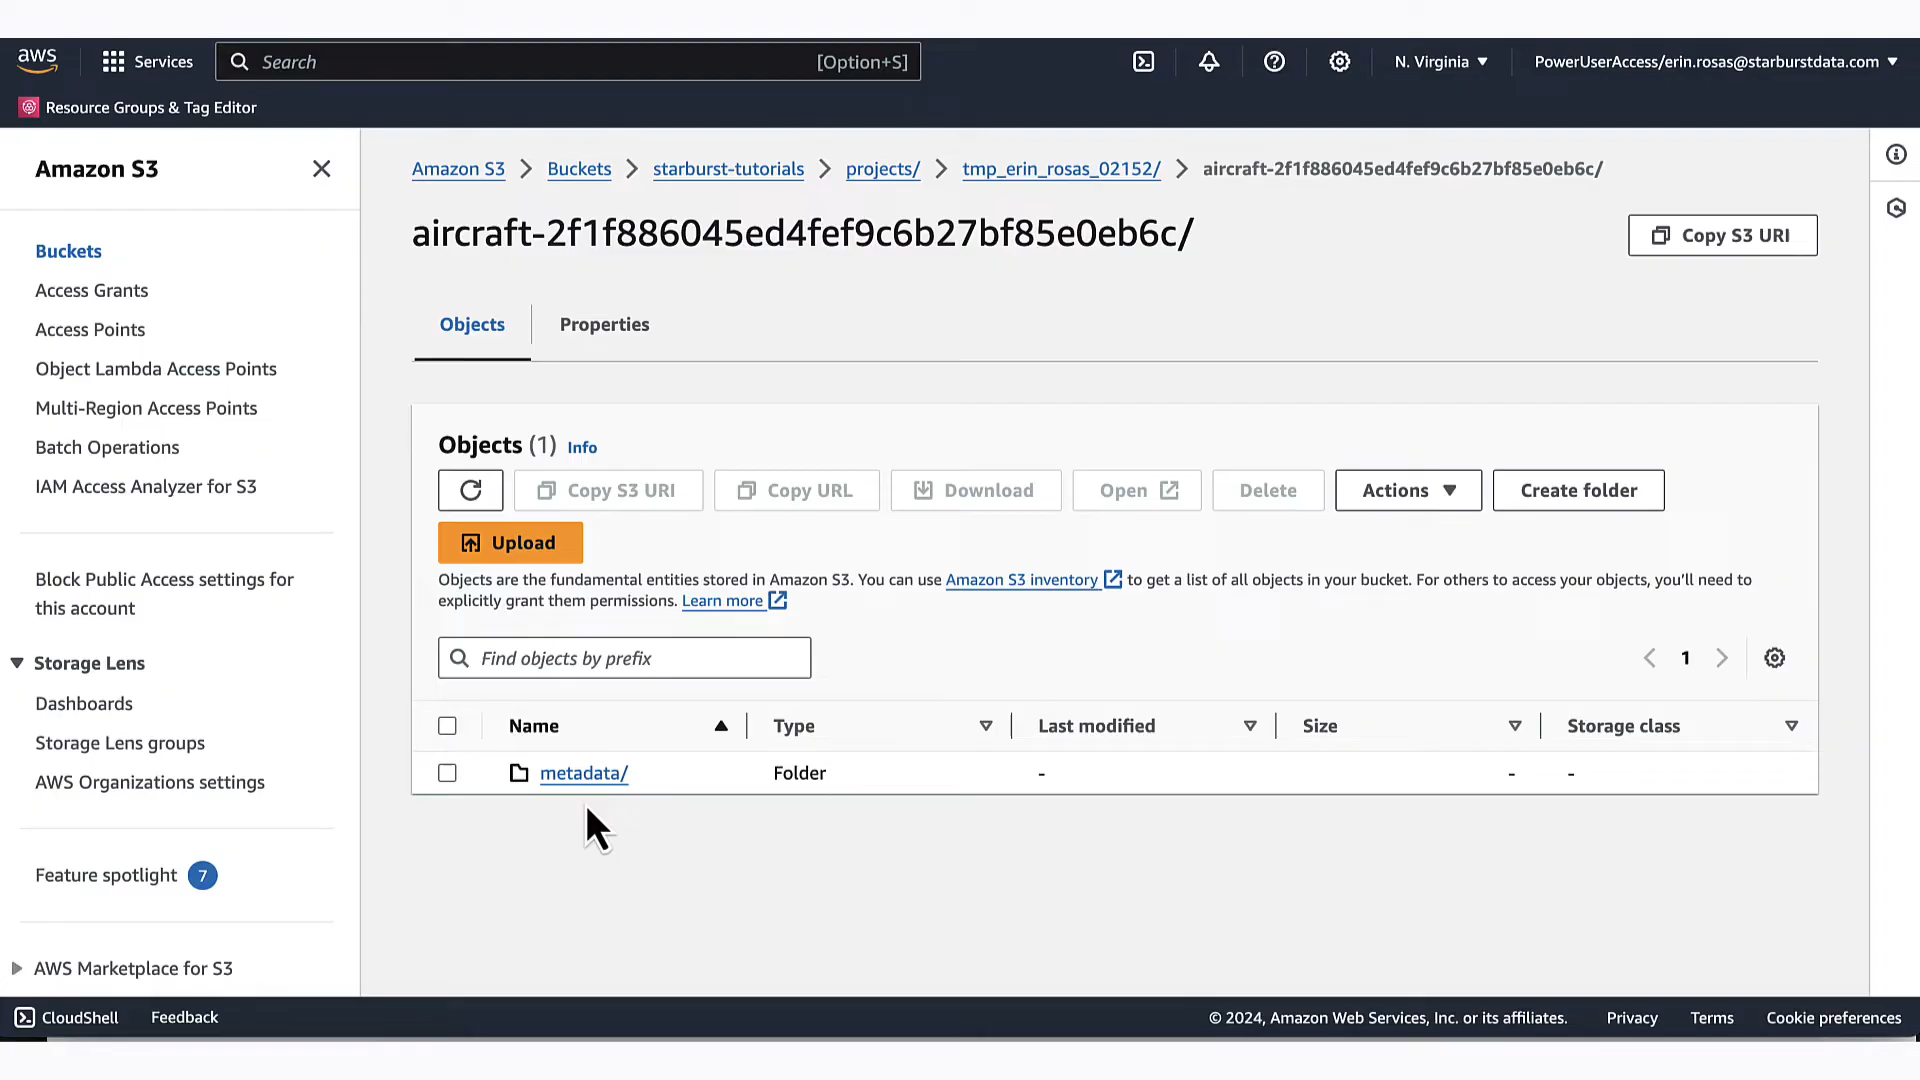 aws
Services
Search
[Option+S]
N. Virginia
PowerUserAccess/erin.rosas@starburstdata.com
Resource Groups & Tag Editor
Amazon S3
Buckets
Access Grants
Access Points
Object Lambda Access Points
Multi-Region Access Points
Batch Operations
IAM Access Analyzer for S3
Block Public Access settings for
this account
Storage Lens
Dashboards
Storage Lens groups
AWS Organizations settings
Feature spotlight 7
AWS Marketplace for S3
Amazon S3 Buckets starburst-tutorials projects/ tmp_erin_rosas_02152/ aircraft-2f1f886045ed4fef9c6b27bf85e0eb6c/
aircraft-2f1f886045ed4fef9c6b27bf85e0eb6c/
Copy S3 URI
Objects
Properties
Objects (1) Info
Copy S3 URI
Copy URL
Download
Open
Delete
Actions
Create folder
Upload
Objects are the fundamental entities stored in Amazon S3. You can use Amazon S3 inventory to get a list of all objects in your bucket. For others to access your objects, you'll need to
explicitly grant them permissions. Learn more
Find objects by prefix
1
Name Type Last modified Size Storage class
metadata/ Folder - - -
CloudShell
Feedback
© 2024, Amazon Web Services, Inc. or its affiliates.
Privacy
Terms
Cookie preferences